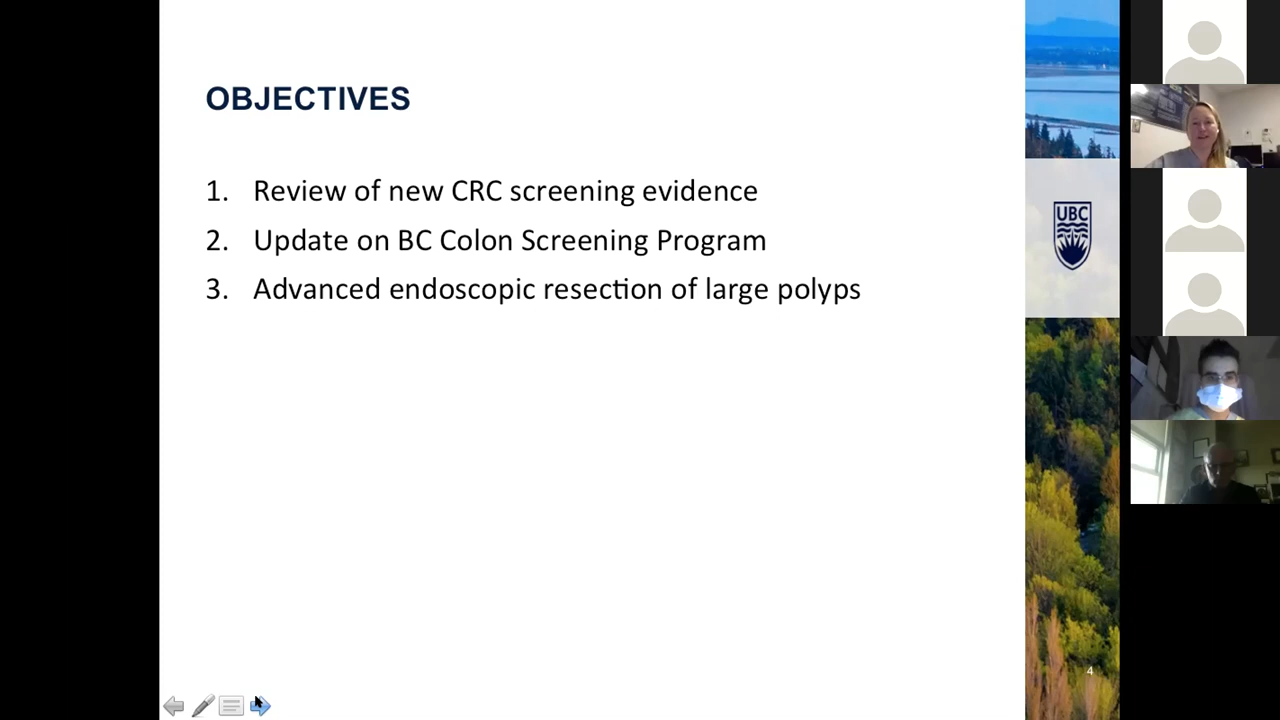 OBJECTIVES
1. Review of new CRC screening evidence
2. Update on BC Colon Screening Program
3. Advanced endoscopic resection of large polyps
UBC
4